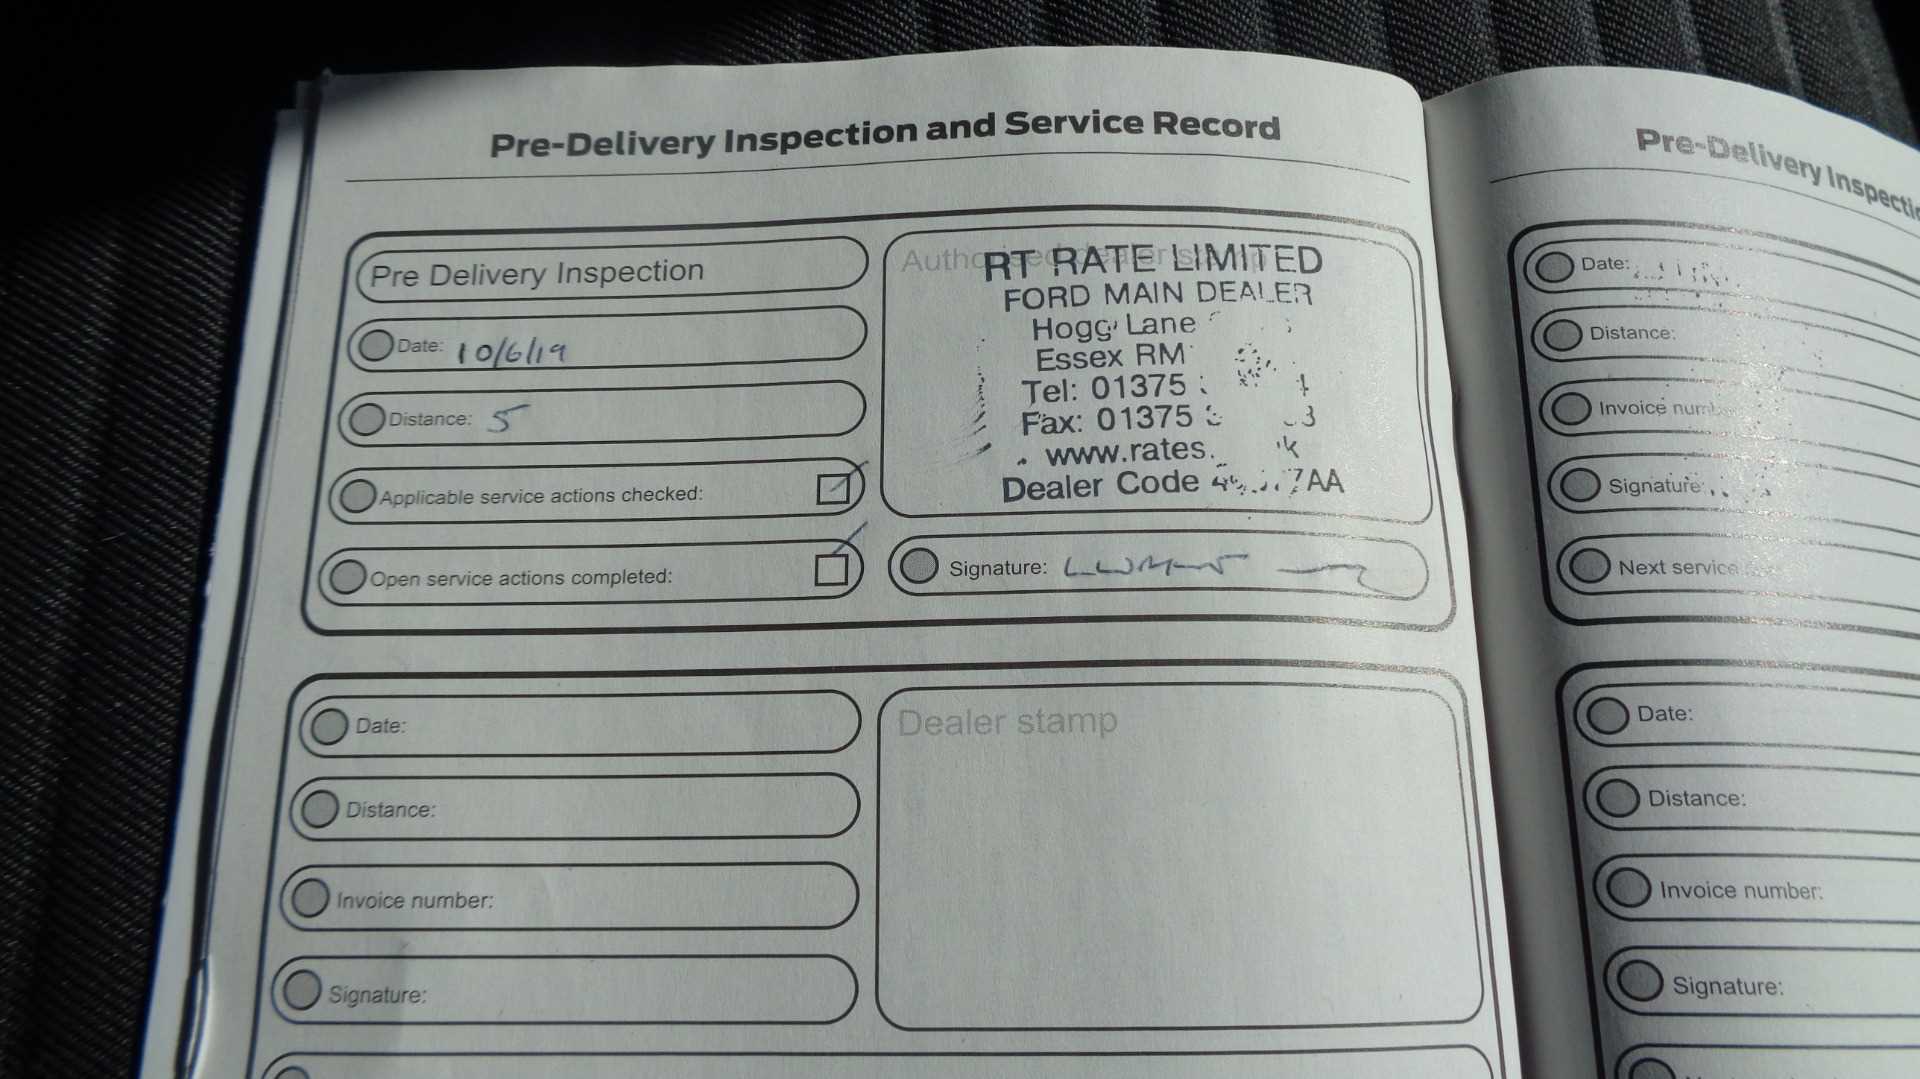 Pre-Delivery Inspection and Service Record
Pre Delivery Inspection
Date: 10/6/19
Distance: 5
Applicable service actions checked:
Open service actions completed:
RT RATE LIMITED
FORD MAIN DEALER
Lane
Essex RM
Tel: 01375
Fax: 01375
www.rates.
Dealer Code
Signature:
Date:
Distance:
Invoice number:
Signature:
Dealer stamp
Pre-Delivery
Date:
Distance:
Invoice
Signature:
Next service
Date:
Distance:
Invoice number:
Signature: